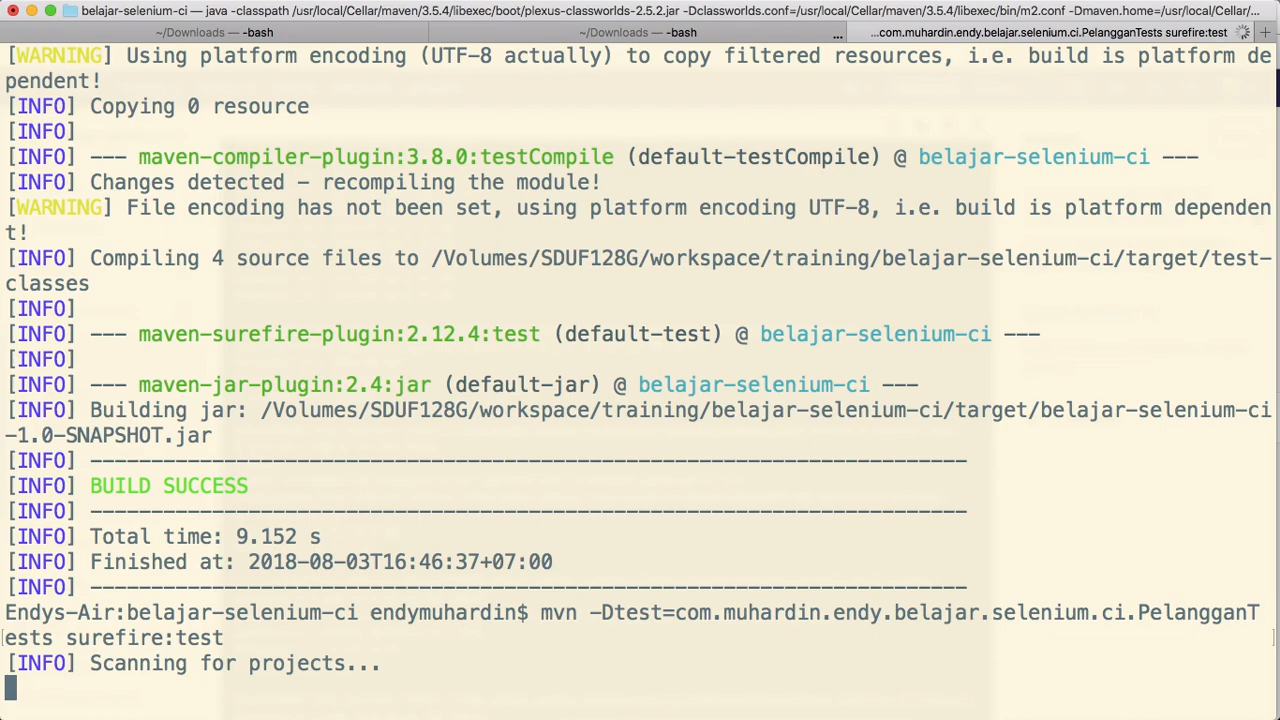 belajar-selenium-ci — java -classpath /usr/local/Cellar/maven/3.5.4/libexec/boot/plexus-classworlds-2.5.2.jar -Dclassworlds.conf=/usr/local/Cellar/maven/3.5.4/libexec/bin/m2.conf -Dmaven.home=/usr/local/Cellar/...
~/Downloads — -bash
~/Downloads — -bash
...
...com.muhardin.endy.belajar.selenium.ci.PelangganTests surefire:test
[WARNING] Using platform encoding (UTF-8 actually) to copy filtered resources, i.e. build is platform de
pendent!
[INFO] Copying 0 resource
[INFO]
[INFO] --- maven-compiler-plugin:3.8.0:testCompile (default-testCompile) @ belajar-selenium-ci ---
[INFO] Changes detected - recompiling the module!
[WARNING] File encoding has not been set, using platform encoding UTF-8, i.e. build is platform dependen
t!
[INFO] Compiling 4 source files to /Volumes/SDUF128G/workspace/training/belajar-selenium-ci/target/test-
classes
[INFO]
[INFO] --- maven-surefire-plugin:2.12.4:test (default-test) @ belajar-selenium-ci ---
[INFO]
[INFO] --- maven-jar-plugin:2.4:jar (default-jar) @ belajar-selenium-ci ---
[INFO] Building jar: /Volumes/SDUF128G/workspace/training/belajar-selenium-ci/target/belajar-selenium-ci
-1.0-SNAPSHOT.jar
[INFO] ------------------------------------------------------------------------
[INFO] BUILD SUCCESS
[INFO] ------------------------------------------------------------------------
[INFO] Total time: 9.152 s
[INFO] Finished at: 2018-08-03T16:46:37+07:00
[INFO] ------------------------------------------------------------------------
Endys-Air:belajar-selenium-ci endymuhardin$ mvn -Dtest=com.muhardin.endy.belajar.selenium.ci.PelangganT
ests surefire:test
[INFO] Scanning for projects...